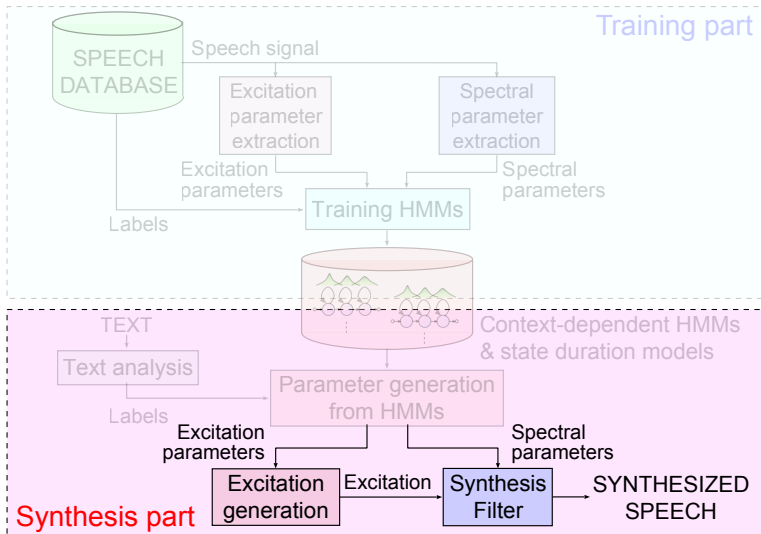 Training part
SPEECH
DATABASE
Speech signal
Excitation
parameter
extraction
Spectral
parameter
extraction
Excitation
parameters
Spectral
parameters
Labels
Training HMMs
TEXT
Context-dependent HMMs
& state duration models
Text analysis
Parameter generation
from HMMs
Labels
Excitation
parameters
Spectral
parameters
Excitation
generation
Excitation
Synthesis
Filter
SYNTHESIZED
SPEECH
Synthesis part